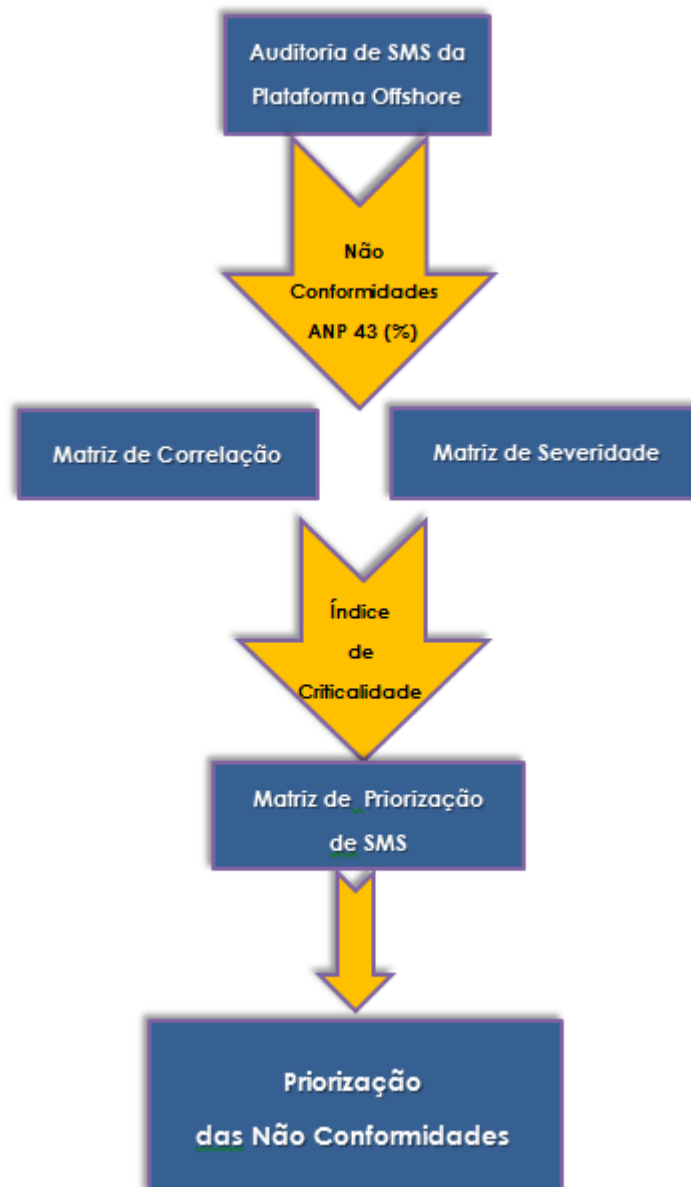 Auditoria de SMS da
Plataforma Offshore
Não
Conformidades
ANP 43 (%)
Matriz de Correlação
Matriz de Severidade
Índice
de
Criticalidade
Matriz de Priorização
de SMS
Priorização
das Não Conformidades